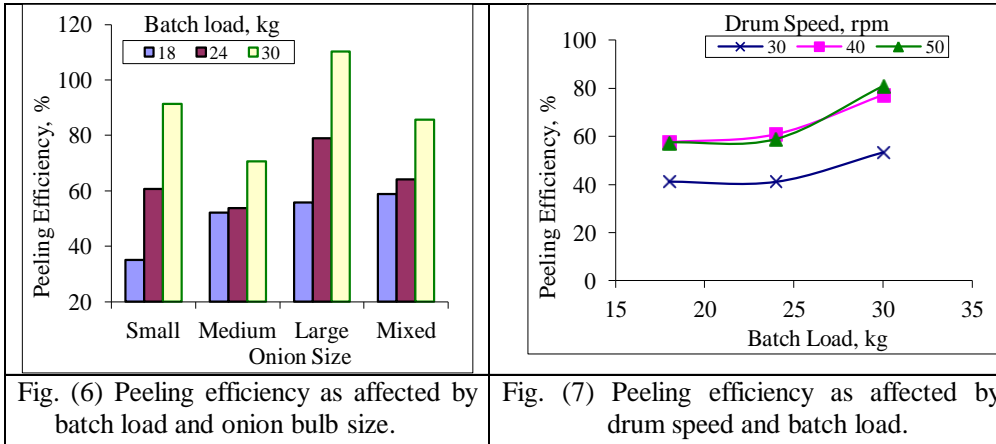 Batch load, kg
18 24 30
Peeling Efficiency, %
120
100
80
60
40
20
Small Medium Large Mixed
Onion Size
Fig. (6) Peeling efficiency as affected by
batch load and onion bulb size.
Drum Speed, rpm
30 40 50
Peeling Efficiency, %
100
80
60
40
20
0
15 20 25 30 35
Batch Load, kg
Fig. (7) Peeling efficiency as affected by
drum speed and batch load.